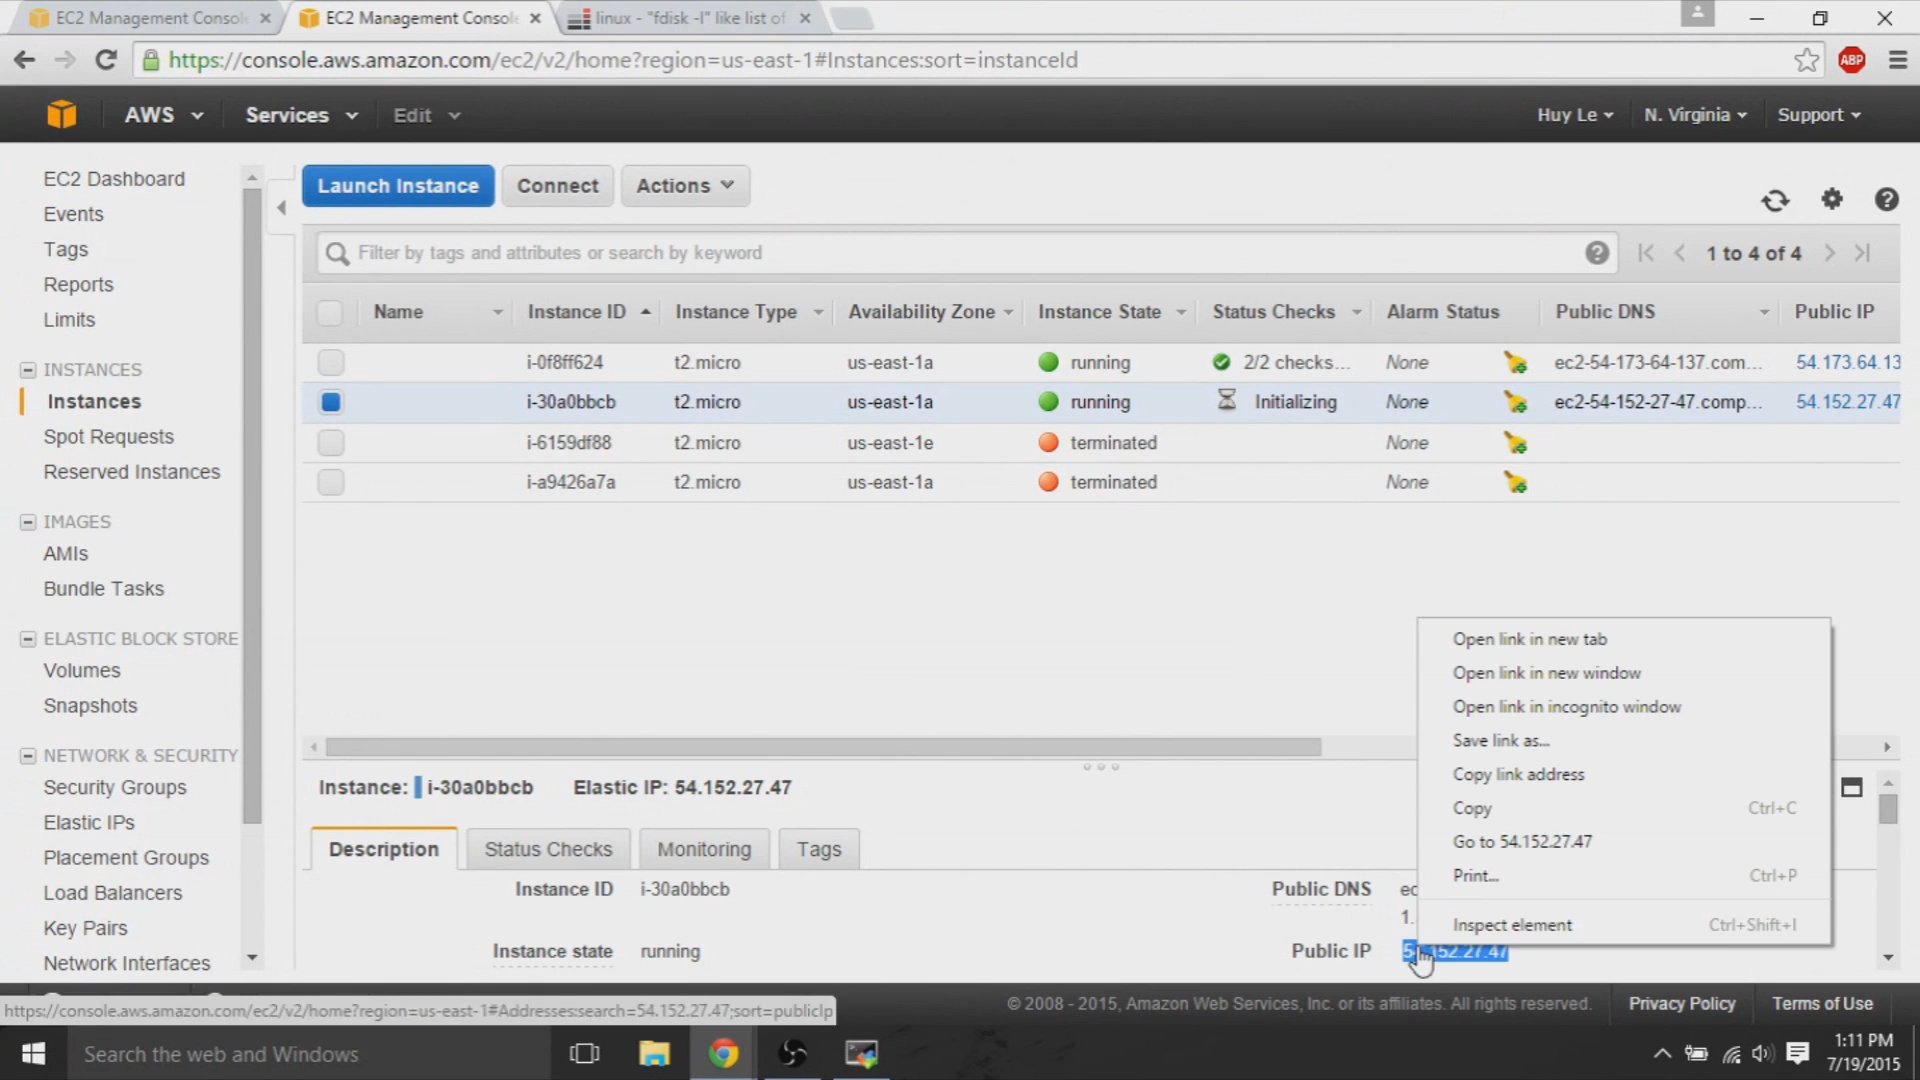 EC2 Management Consol
EC2 Management Consol
linux - "fdisk -l" like list of
https://console.aws.amazon.com/ec2/v2/home?region=us-east-1#Instances:sort=instanceId
ABP
AWS
Services
Edit
Huy Le
N. Virginia
Support
EC2 Dashboard
Events
Tags
Reports
Limits
INSTANCES
Instances
Spot Requests
Reserved Instances
IMAGES
AMIs
Bundle Tasks
ELASTIC BLOCK STORE
Volumes
Snapshots
NETWORK & SECURITY
Security Groups
Elastic IPs
Placement Groups
Load Balancers
Key Pairs
Network Interfaces
Launch Instance
Connect
Actions
Filter by tags and attributes or search by keyword
1 to 4 of 4
Name Instance ID Instance Type Availability Zone Instance State Status Checks Alarm Status Public DNS Public IP
i-0f8ff624 t2.micro us-east-1a running 2/2 checks... None ec2-54-173-64-137.com... 54.173.64.13
i-30a0bbcb t2.micro us-east-1a running Initializing None ec2-54-152-27-47.comp... 54.152.27.47
i-6159df88 t2.micro us-east-1e terminated None
i-a9426a7a t2.micro us-east-1a terminated None
Instance: i-30a0bbcb Elastic IP: 54.152.27.47
Description
Status Checks
Monitoring
Tags
Instance ID i-30a0bbcb
Public DNS ec
1.
Instance state running
Public IP 54.152.27.47
Open link in new tab
Open link in new window
Open link in incognito window
Save link as...
Copy link address
Copy Ctrl+C
Go to 54.152.27.47
Print... Ctrl+P
Inspect element Ctrl+Shift+I
https://console.aws.amazon.com/ec2/v2/home?region=us-east-1#Addresses:search=54.152.27.47;sort=publicIp
© 2008 - 2015, Amazon Web Services, Inc. or its affiliates. All rights reserved.
Privacy Policy
Terms of Use
Search the web and Windows
1:11 PM
7/19/2015